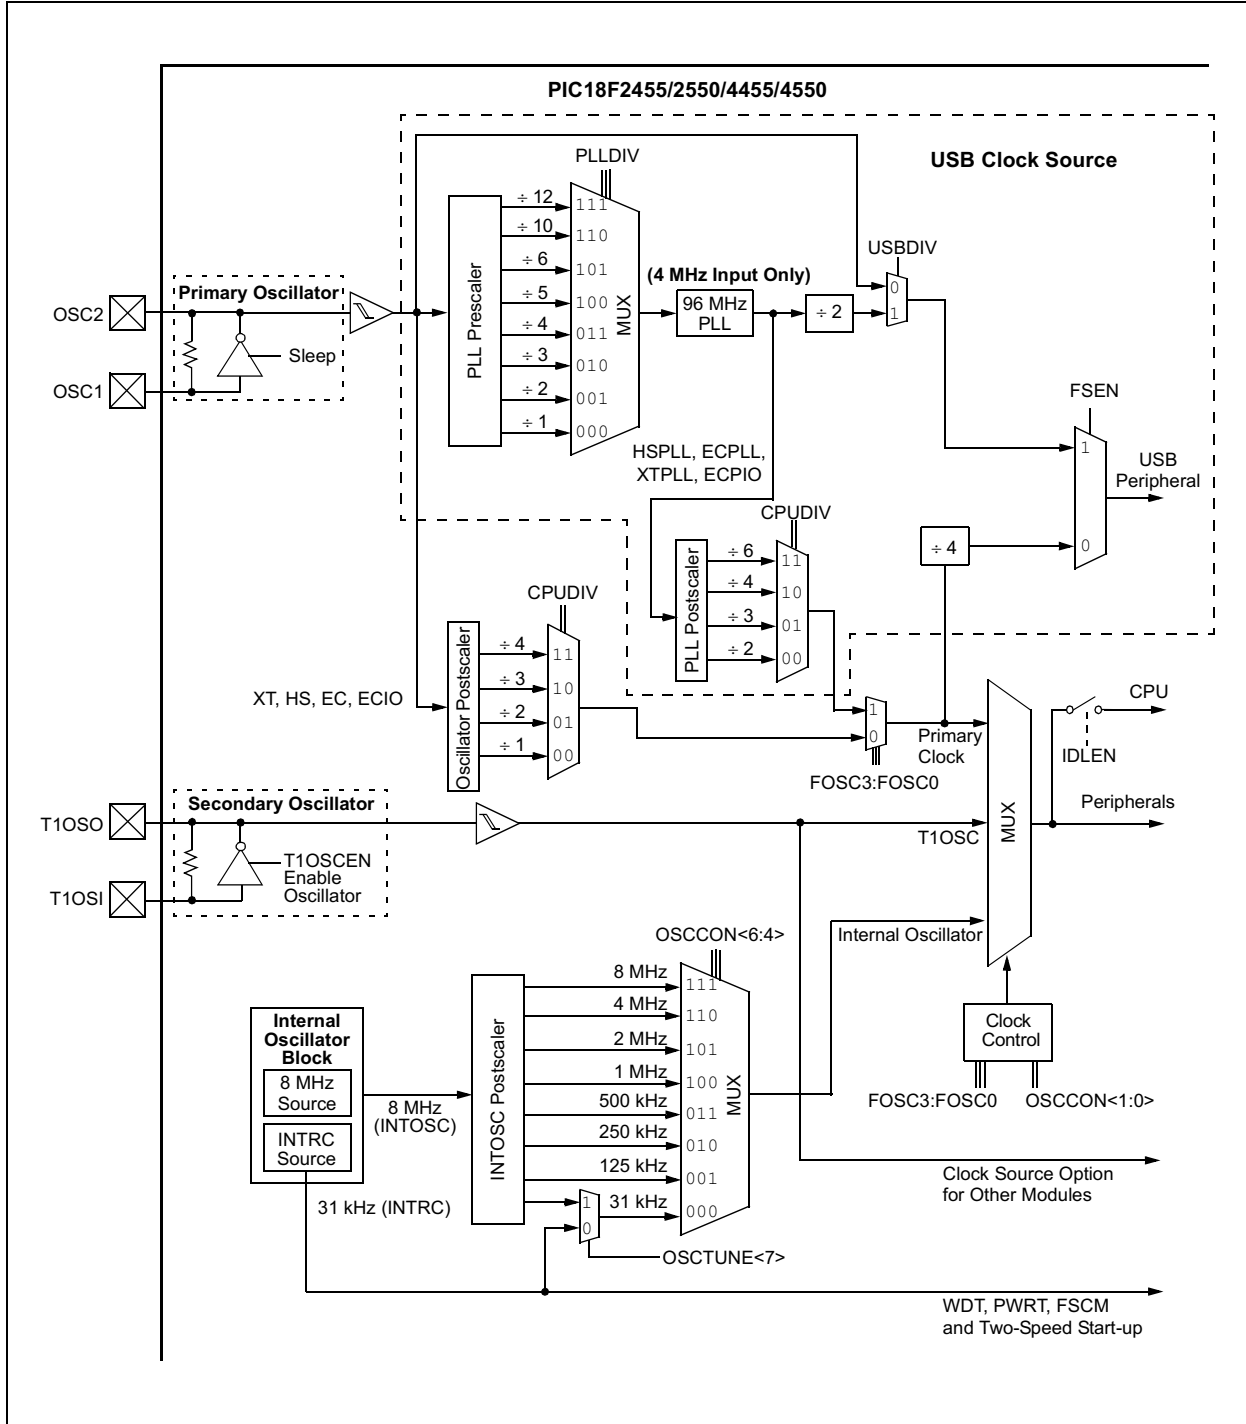 PIC18F2455/2550/4455/4550
USB Clock Source
PLLDIV
PLL Prescaler
÷ 12
÷ 10
÷ 6
÷ 5
÷ 4
÷ 3
÷ 2
÷ 1
111
110
101
100
011
010
001
000
MUX
(4 MHz Input Only)
96 MHz
PLL
÷ 2
USBDIV
0
1
Primary Oscillator
OSC2
OSC1
Sleep
HSPLL, ECPLL,
XTPLL, ECPIO
FSEN
1
0
USB
Peripheral
÷ 4
CPUDIV
PLL Postscaler
÷ 6
÷ 4
÷ 3
÷ 2
11
10
01
00
CPUDIV
XT, HS, EC, ECIO
Oscillator Postscaler
÷ 4
÷ 3
÷ 2
÷ 1
11
10
01
00
1
0
FOSC3:FOSC0
Primary
Clock
CPU
IDLEN
Peripherals
MUX
Secondary Oscillator
T1OSO
T1OSI
T1OSCEN
Enable
Oscillator
T1OSC
Internal Oscillator
OSCCON<6:4>
Internal
Oscillator
Block
8 MHz
Source
INTRC
Source
8 MHz
(INTOSC)
31 kHz (INTRC)
INTOSC Postscaler
8 MHz
4 MHz
2 MHz
1 MHz
500 kHz
250 kHz
125 kHz
31 kHz
111
110
101
100
011
010
001
000
MUX
1
0
OSCTUNE<7>
Clock
Control
FOSC3:FOSC0
OSCCON<1:0>
Clock Source Option
for Other Modules
WDT, PWRT, FSCM
and Two-Speed Start-up